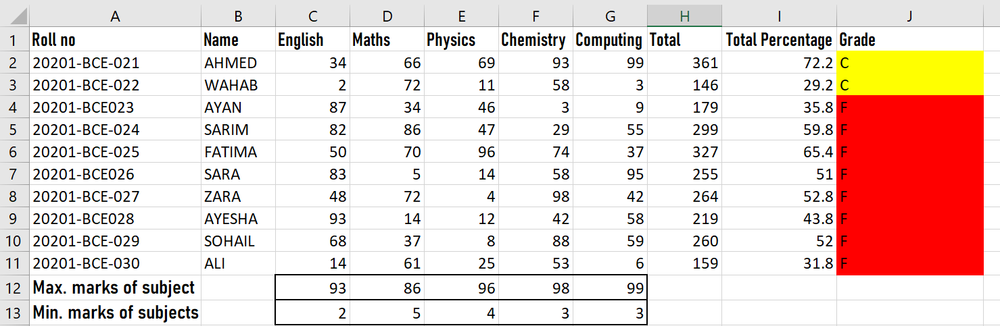 A B C D E F G H I J
1 Roll no Name English Maths Physics Chemistry Computing Total Total Percentage Grade
2 20201-BCE-021 AHMED 34 66 69 93 99 361 72.2 C
3 20201-BCE-022 WAHAB 2 72 11 58 3 146 29.2 C
4 20201-BCE023 AYAN 87 34 46 3 9 179 35.8 F
5 20201-BCE-024 SARIM 82 86 47 29 55 299 59.8 F
6 20201-BCE-025 FATIMA 50 70 96 74 37 327 65.4 F
7 20201-BCE026 SARA 83 5 14 58 95 255 51 F
8 20201-BCE-027 ZARA 48 72 4 98 42 264 52.8 F
9 20201-BCE028 AYESHA 93 14 12 42 58 219 43.8 F
10 20201-BCE-029 SOHAIL 68 37 8 88 59 260 52 F
11 20201-BCE-030 ALI 14 61 25 53 6 159 31.8 F
12 Max. marks of subject 93 86 96 98 99
13 Min. marks of subjects 2 5 4 3 3